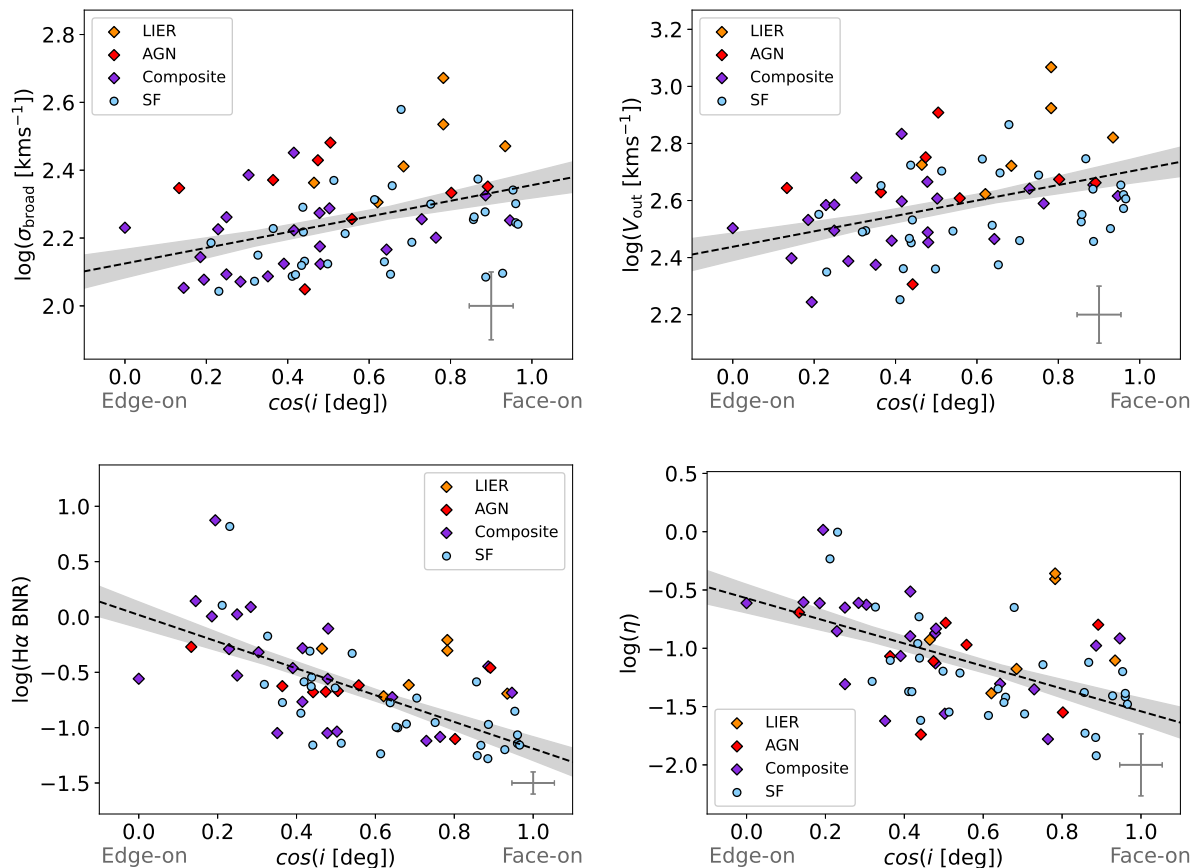 2.8
2.6
2.4
2.2
2.0
log(σbroad [kms−1])
LIER
AGN
Composite
SF
0.0 0.2 0.4 0.6 0.8 1.0
Edge-on cos(i [deg]) Face-on
3.2
3.0
2.8
2.6
2.4
2.2
log(Vout [kms−1])
LIER
AGN
Composite
SF
0.0 0.2 0.4 0.6 0.8 1.0
Edge-on cos(i [deg]) Face-on
1.0
0.5
0.0
−0.5
−1.0
−1.5
log(Hα BNR)
LIER
AGN
Composite
SF
0.0 0.2 0.4 0.6 0.8 1.0
Edge-on cos(i [deg]) Face-on
0.5
0.0
−0.5
−1.0
−1.5
−2.0
log(η)
LIER
AGN
Composite
SF
0.0 0.2 0.4 0.6 0.8 1.0
Edge-on cos(i [deg]) Face-on